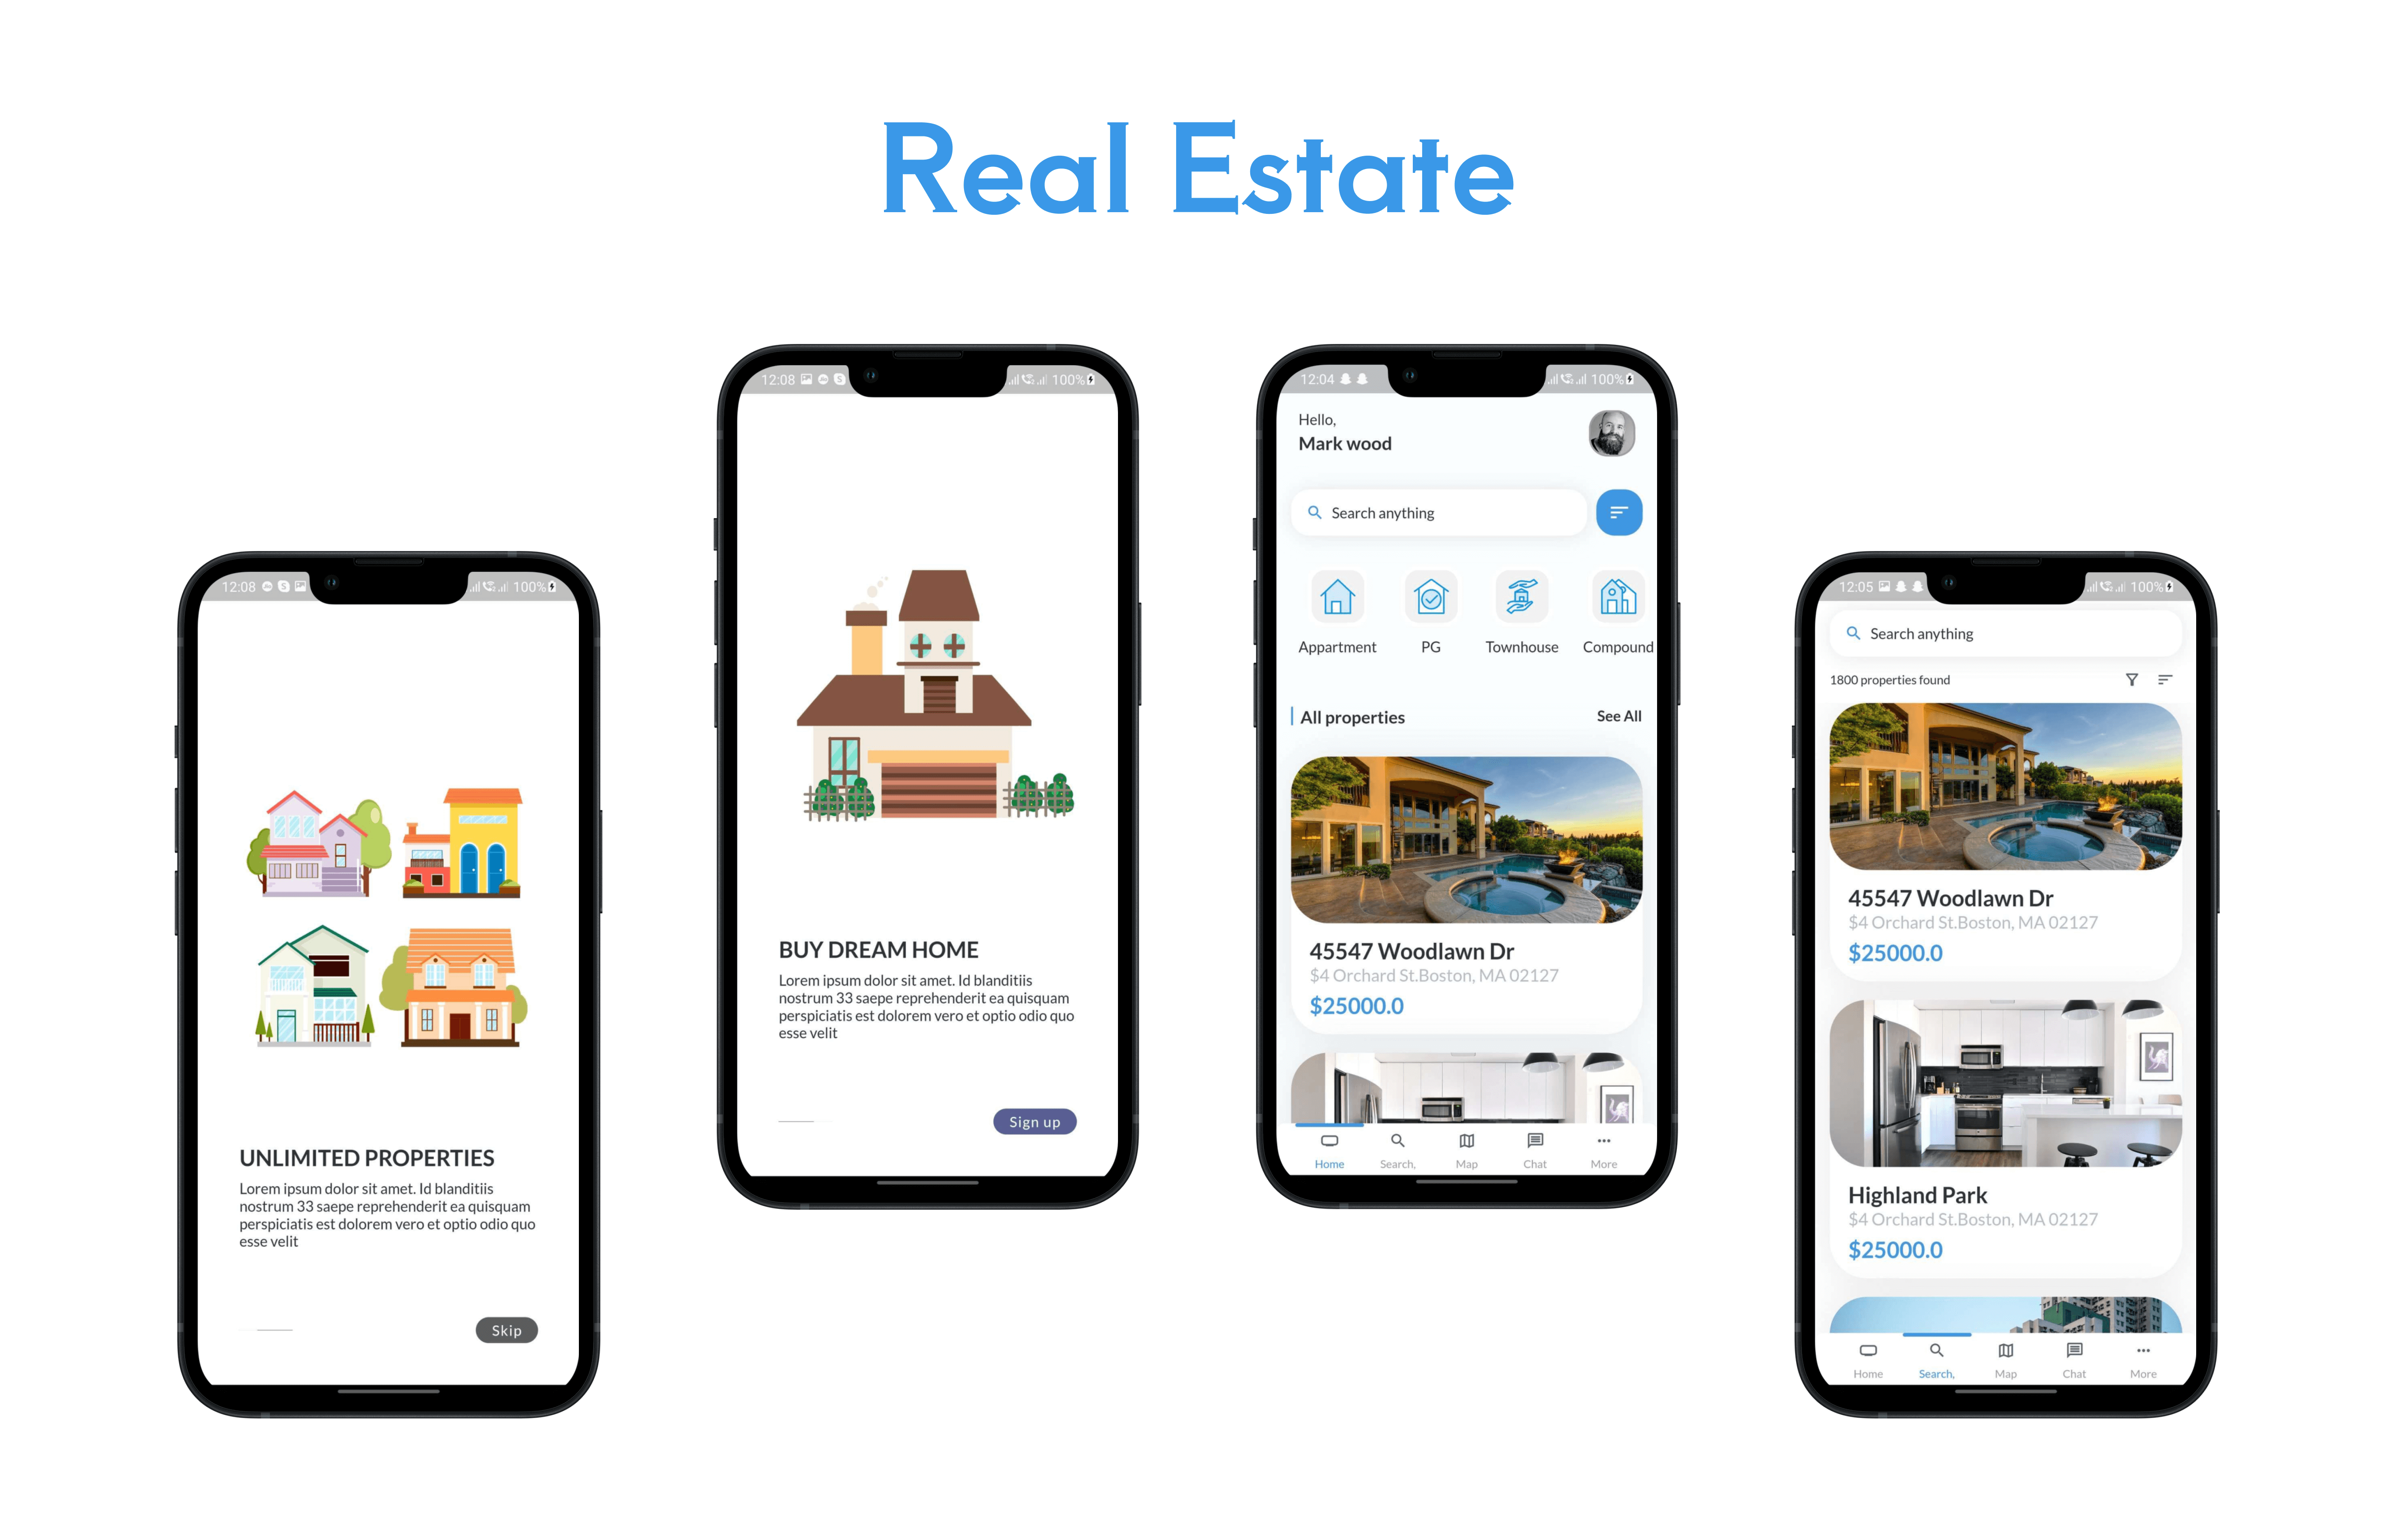 Real Estate
12:08
100%
UNLIMITED PROPERTIES
Lorem ipsum dolor sit amet. Id blanditiis
nostrum 33 saepe reprehenderit ea quisquam
perspiciatis est dolorem vero et optio odio quo
esse velit
Skip
12:08
100%
BUY DREAM HOME
Lorem ipsum dolor sit amet. Id blanditiis
nostrum 33 saepe reprehenderit ea quisquam
perspiciatis est dolorem vero et optio odio quo
esse velit
Sign up
12:04
100%
Hello,
Mark wood
Search anything
Appartment PG Townhouse Compound
All properties See All
45547 Woodlawn Dr
$4 Orchard St.Boston, MA 02127
$25000.0
Home Search, Map Chat More
12:05
100%
Search anything
1800 properties found
45547 Woodlawn Dr
$4 Orchard St.Boston, MA 02127
$25000.0
Highland Park
$4 Orchard St.Boston, MA 02127
$25000.0
Home Search, Map Chat More